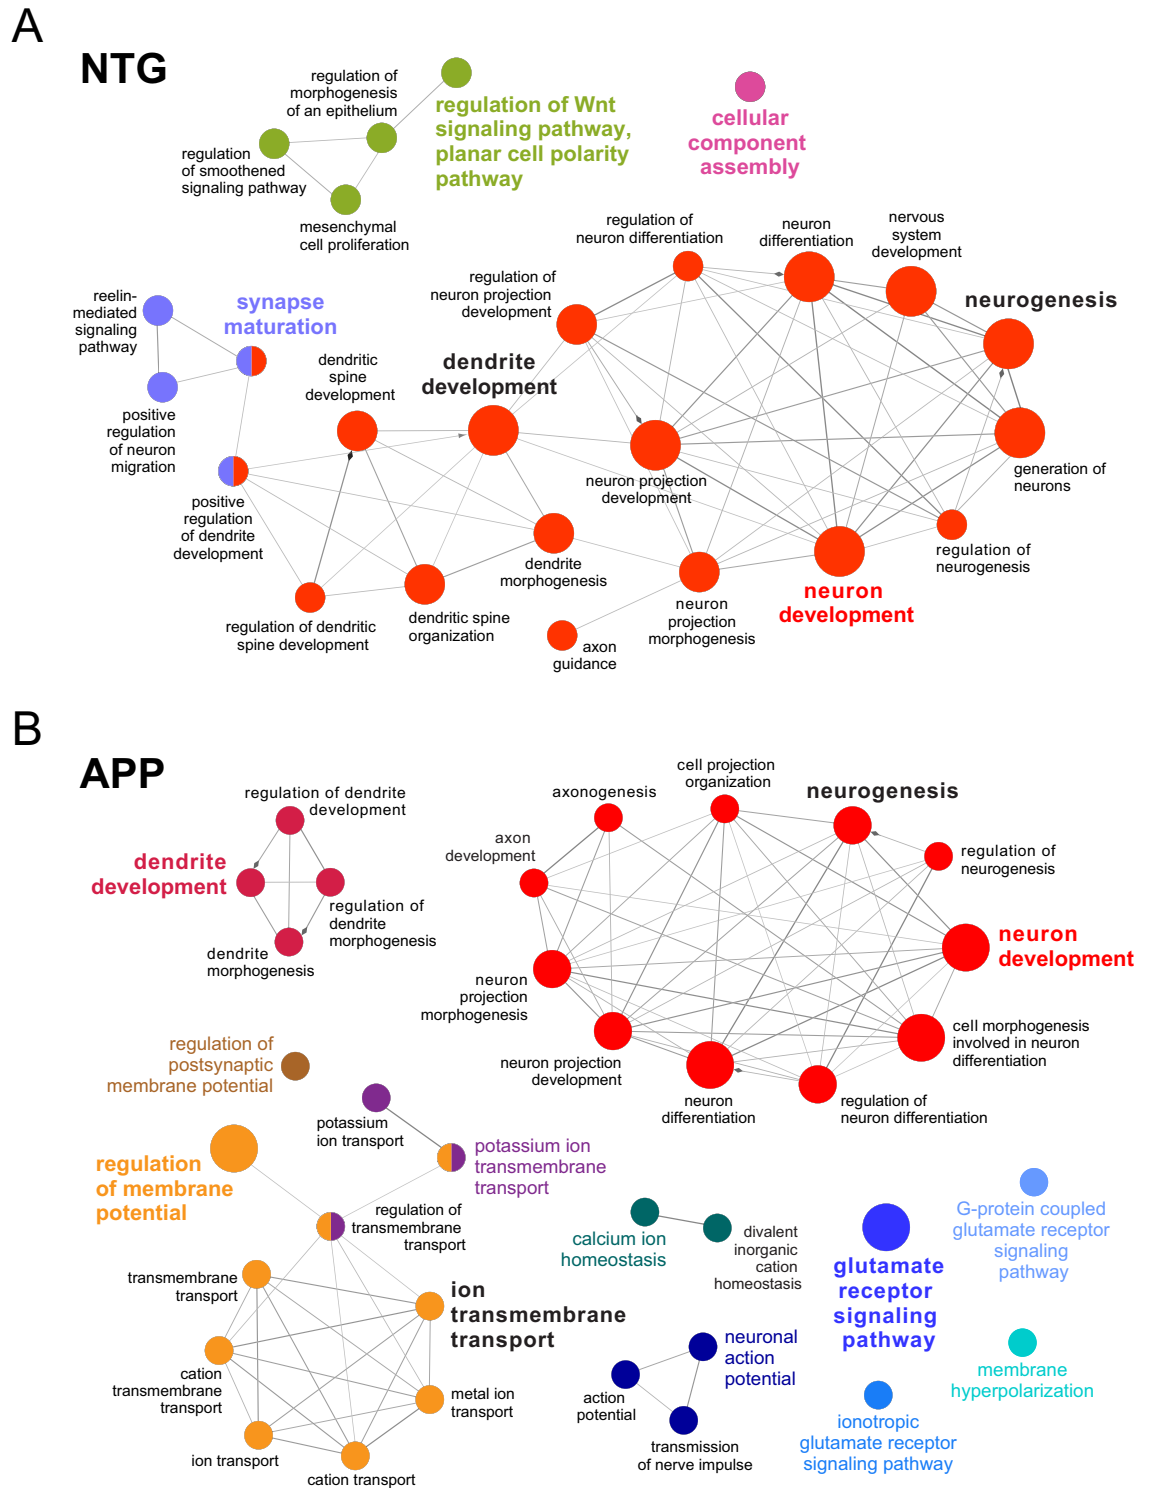 A
NTG
regulation of
morphogenesis
of an epithelium
regulation of Wnt
signaling pathway,
planar cell polarity
pathway
regulation
of smoothened
signaling pathway
mesenchymal
cell proliferation
cellular
component
assembly
reelin-
mediated
signaling
pathway
synapse
maturation
positive
regulation
of neuron
migration
positive
regulation
of dendrite
development
dendritic
spine
development
dendrite
development
regulation of
neuron projection
development
regulation of
neuron differentiation
neuron
differentiation
nervous
system
development
neurogenesis
generation of
neurons
regulation of
neurogenesis
neuron
development
neuron projection
development
neuron
projection
morphogenesis
axon
guidance
dendrite
morphogenesis
dendritic spine
organization
regulation of dendritic
spine development
B
APP
regulation of dendrite
development
dendrite
development
regulation of
dendrite
morphogenesis
dendrite
morphogenesis
axonogenesis
cell projection
organization
neurogenesis
axon
development
regulation of
neurogenesis
neuron
development
neuron
projection
morphogenesis
neuron projection
development
neuron
differentiation
regulation of
neuron differentiation
cell morphogenesis
involved in neuron
differentiation
regulation of
postsynaptic
membrane potential
potassium
ion transport
potassium ion
transmembrane
transport
regulation
of membrane
potential
regulation of
transmembrane
transport
transmembrane
transport
ion
transmembrane
transport
cation
transmembrane
transport
metal ion
transport
ion transport
cation transport
calcium ion
homeostasis
divalent
inorganic
cation
homeostasis
glutamate
receptor
signaling
pathway
G-protein coupled
glutamate receptor
signaling
pathway
neuronal
action
potential
action
potential
transmission
of nerve impulse
membrane
hyperpolarization
ionotropic
glutamate receptor
signaling pathway